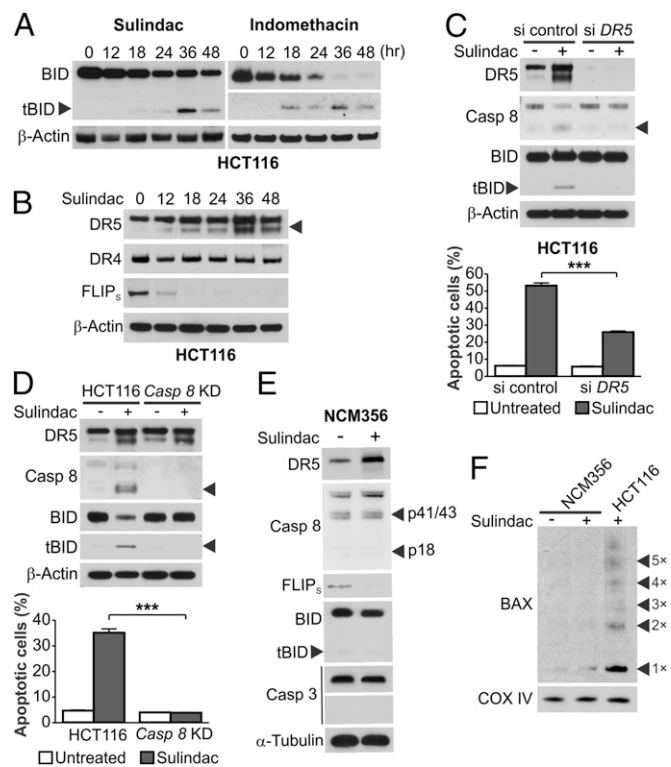 A
Sulindac Indomethacin
0 12 18 24 36 48 0 12 18 24 36 48 (hr)
BID
tBID
β-Actin
HCT116
B
Sulindac 0 12 18 24 36 48
DR5
DR4
FLIPS
β-Actin
HCT116
C
si control si DR5
Sulindac - + - +
DR5
Casp 8
BID
tBID
β-Actin
HCT116
Apoptotic cells (%)
50
40
30
20
10
0
***
si control si DR5
Untreated Sulindac
D
HCT116 Casp 8 KD
Sulindac - + - +
DR5
Casp 8
BID
tBID
β-Actin
Apoptotic cells (%)
40
30
20
10
0
***
HCT116 Casp 8 KD
Untreated Sulindac
E
NCM356
Sulindac - +
DR5
Casp 8
p41/43
p18
FLIPS
BID
tBID
Casp 3
α-Tubulin
F
NCM356 HCT116
Sulindac - + +
BAX
5×
4×
3×
2×
1×
COX IV